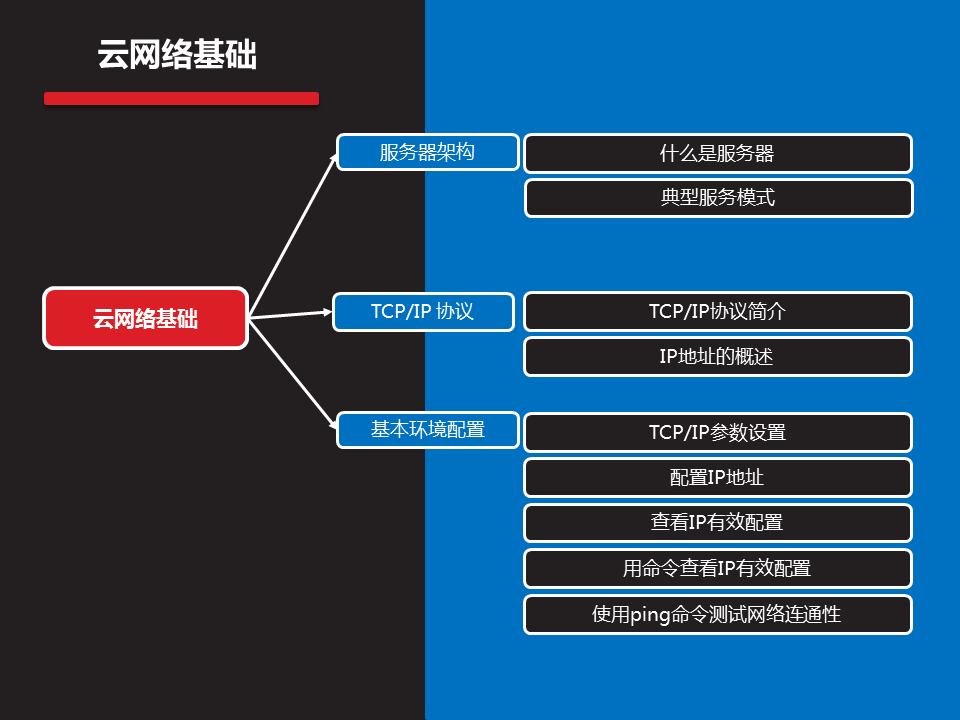 云网络基础
云网络基础
服务器架构
什么是服务器
典型服务模式
TCP/IP 协议
TCP/IP协议简介
IP地址的概述
基本环境配置
TCP/IP参数设置
配置IP地址
查看IP有效配置
用命令查看IP有效配置
使用ping命令测试网络连通性